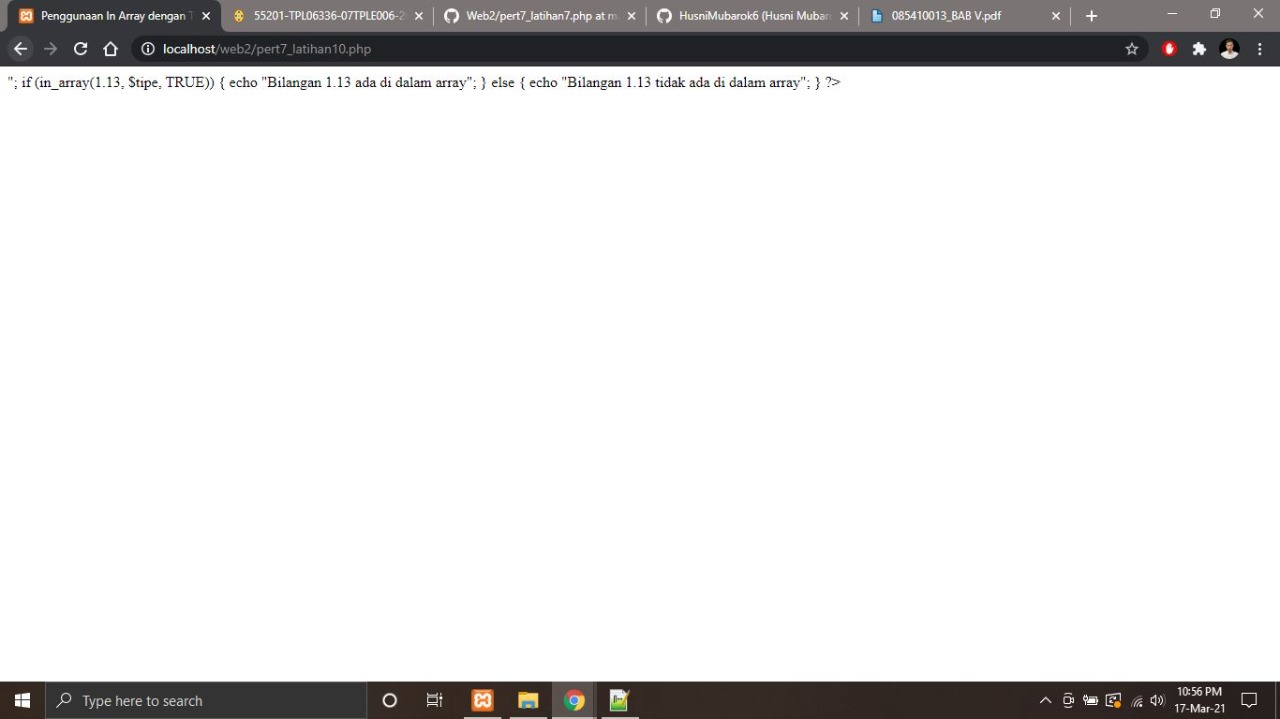 Penggunaan In Array dengan T
55201-TPL06336-07TPLE006-2
Web2/pert7_latihan7.php at m
HusniMubarok6 (Husni Mubar
085410013_BAB V.pdf
localhost/web2/pert7_latihan10.php
"; if (in_array(1.13, $tipe, TRUE)) { echo "Bilangan 1.13 ada di dalam array"; } else { echo "Bilangan 1.13 tidak ada di dalam array"; } ?>
Type here to search
10:56 PM
17-Mar-21